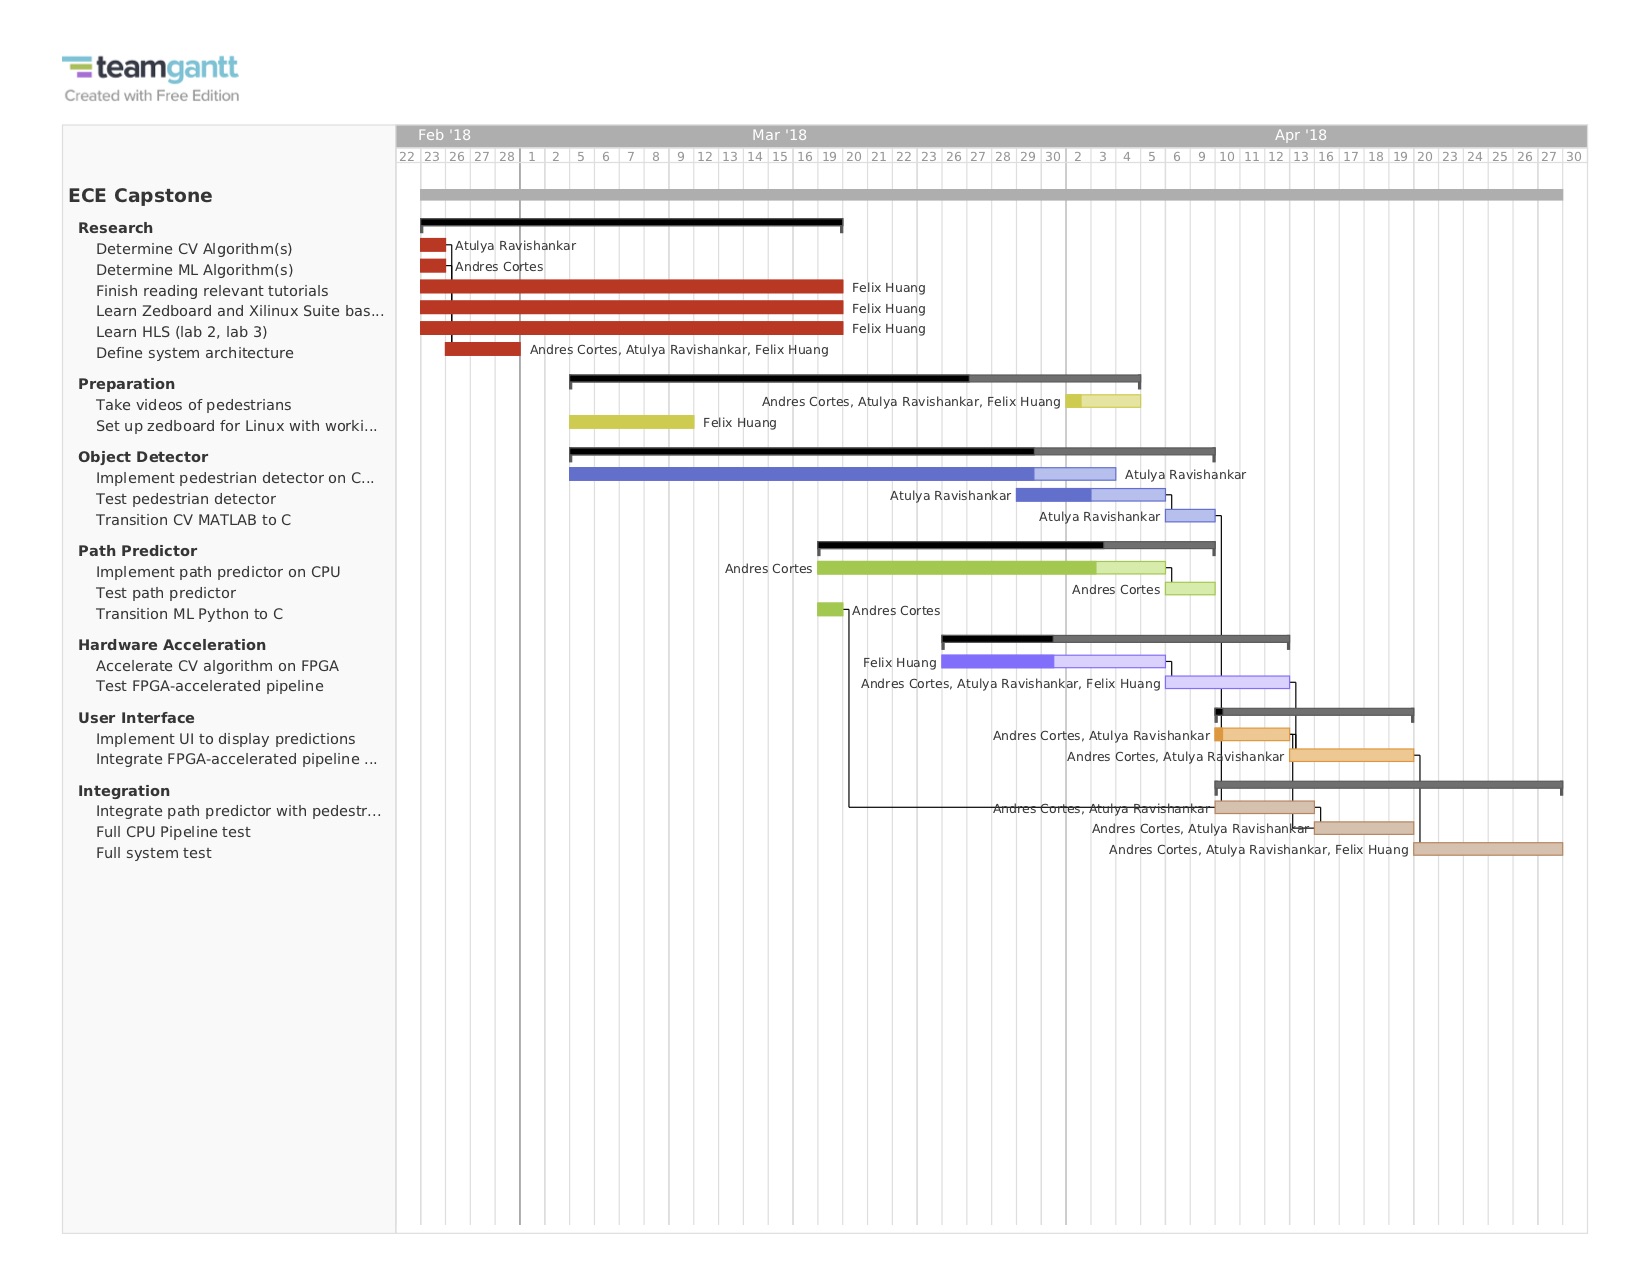 teamgantt
Created with Free Edition
Feb '18 Mar '18 Apr '18
22 23 26 27 28 1 2 5 6 7 8 9 12 13 14 15 16 19 20 21 22 23 26 27 28 29 30 2 3 4 5 6 9 10 11 12 13 16 17 18 19 20 23 24 25 26 27 30
ECE Capstone
Research
Determine CV Algorithm(s) Atulya Ravishankar
Determine ML Algorithm(s) Andres Cortes
Finish reading relevant tutorials Felix Huang
Learn Zedboard and Xilinux Suite bas... Felix Huang
Learn HLS (lab 2, lab 3) Felix Huang
Define system architecture Andres Cortes, Atulya Ravishankar, Felix Huang
Preparation
Take videos of pedestrians Andres Cortes, Atulya Ravishankar, Felix Huang
Set up zedboard for Linux with worki... Felix Huang
Object Detector
Implement pedestrian detector on C... Atulya Ravishankar
Test pedestrian detector Atulya Ravishankar
Transition CV MATLAB to C Atulya Ravishankar
Path Predictor
Implement path predictor on CPU Andres Cortes
Test path predictor Andres Cortes
Transition ML Python to C Andres Cortes
Hardware Acceleration
Accelerate CV algorithm on FPGA Felix Huang
Test FPGA-accelerated pipeline Andres Cortes, Atulya Ravishankar, Felix Huang
User Interface
Implement UI to display predictions Andres Cortes, Atulya Ravishankar
Integrate FPGA-accelerated pipeline ... Andres Cortes, Atulya Ravishankar
Integration
Integrate path predictor with pedestr... Andres Cortes, Atulya Ravishankar
Full CPU Pipeline test Andres Cortes, Atulya Ravishankar
Full system test Andres Cortes, Atulya Ravishankar, Felix Huang